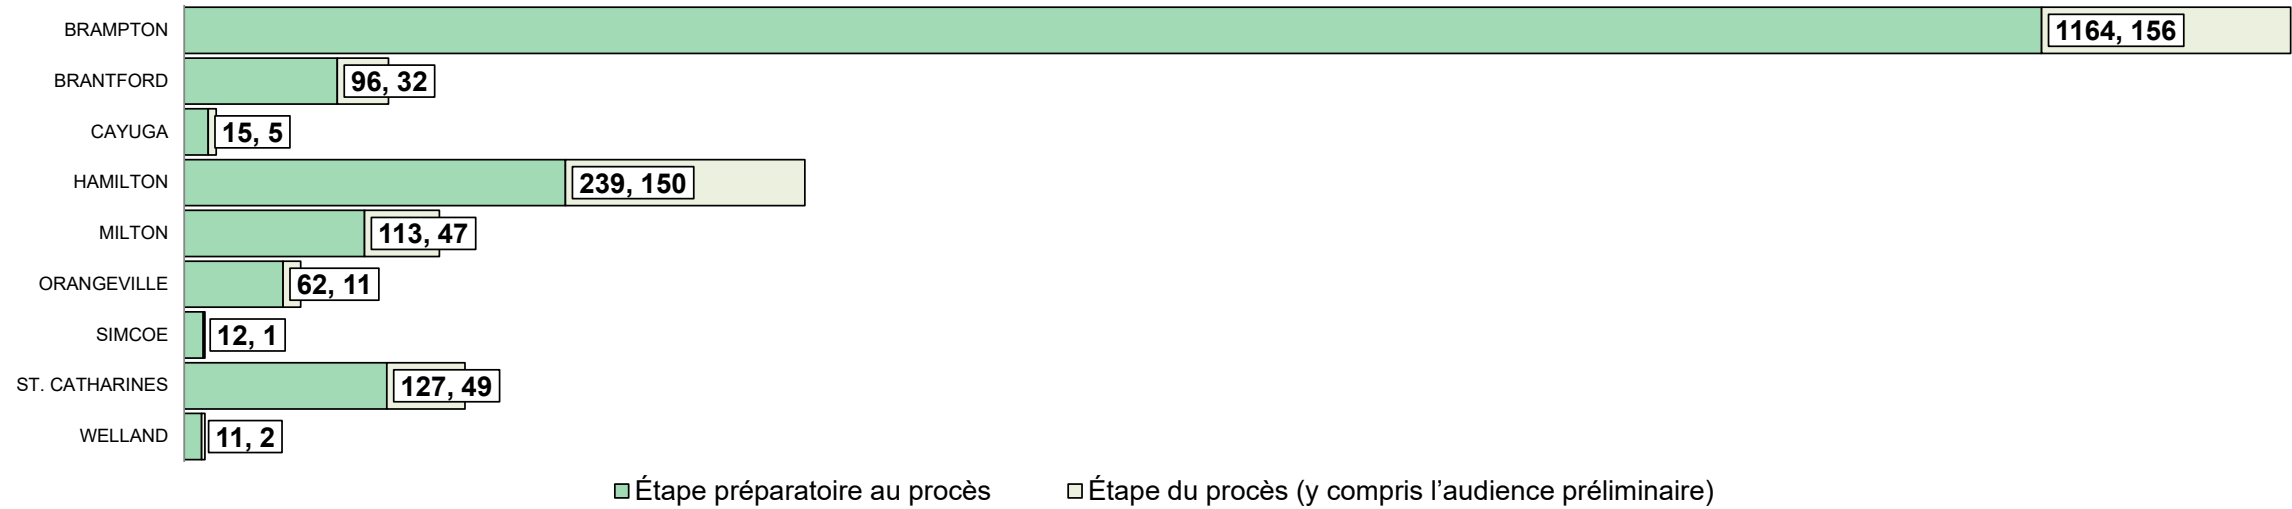 BRAMPTON 1164, 156
BRANTFORD 96, 32
CAYUGA 15, 5
HAMILTON 239, 150
MILTON 113, 47
ORANGEVILLE 62, 11
SIMCOE 12, 1
ST. CATHARINES 127, 49
WELLAND 11, 2
Étape préparatoire au procès Étape du procès (y compris l’audience préliminaire)